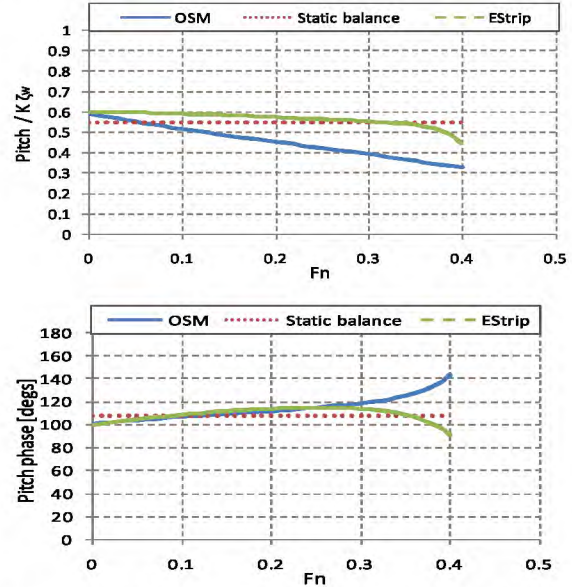 OSM Static balance EStrip
Pitch / Kζw
1
0.9
0.8
0.7
0.6
0.5
0.4
0.3
0.2
0.1
0
0 0.1 0.2 0.3 0.4 0.5
Fn
OSM Static balance EStrip
Pitch phase [degs]
180
160
140
120
100
80
60
40
20
0
0 0.1 0.2 0.3 0.4 0.5
Fn